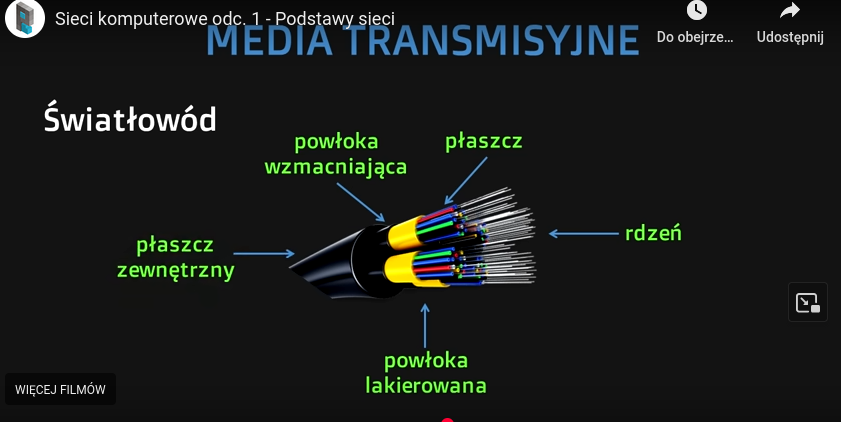 Sieci komputerowe odc. 1 - Podstawy sieci
Do obejrze...
Udostępnij
MEDIA TRANSMISYJNE
Światłowód
powłoka
wzmacniająca
płaszcz
płaszcz
zewnętrzny
rdzeń
powłoka
lakierowana
WIĘCEJ FILMÓW